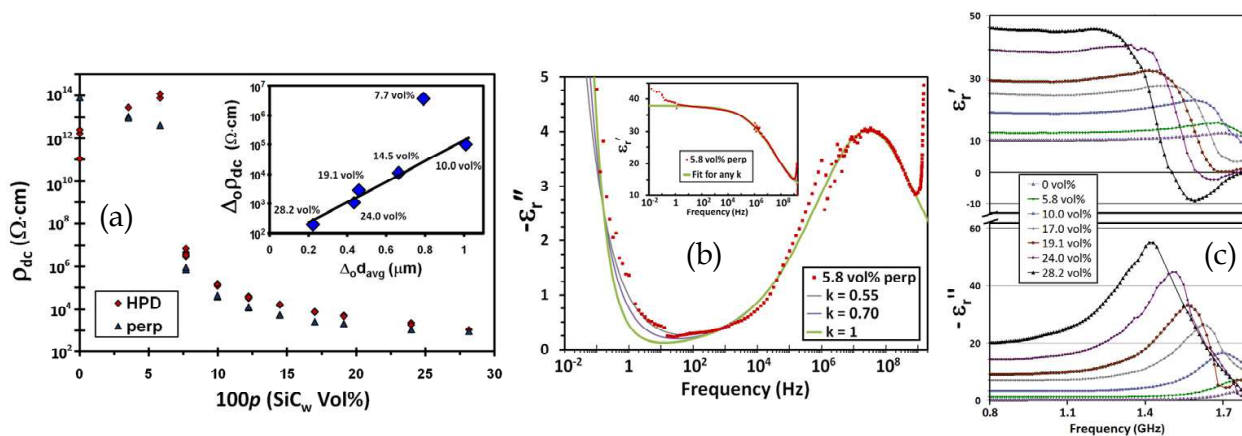 10^14
10^12
10^10
10^8
10^6
10^4
10^2
ρdc (Ω·cm)
(a)
HPD
perp
0 5 10 15 20 25 30
100p (SiCw Vol%)
10^7
10^6
10^5
10^4
10^3
10^2
Δoρdc (Ω·cm)
7.7 vol%
14.5 vol%
10.0 vol%
19.1 vol%
28.2 vol%
24.0 vol%
0 0.2 0.4 0.6 0.8 1
Δodavg (μm)
5
4
3
2
1
0
-εr″
(b)
40
30
20
10
εr′
- 5.8 vol% perp
Fit for any k
10^-2 1 10^2 10^4 10^6 10^8
Frequency (Hz)
5.8 vol% perp
k = 0.55
k = 0.70
k = 1
10^-2 1 10^2 10^4 10^6 10^8
Frequency (Hz)
50
40
30
20
10
0
-10
εr′
60
40
20
0
- εr″
(c)
0 vol%
5.8 vol%
10.0 vol%
17.0 vol%
19.1 vol%
24.0 vol%
28.2 vol%
0.8 1.1 1.4 1.7
Frequency (GHz)